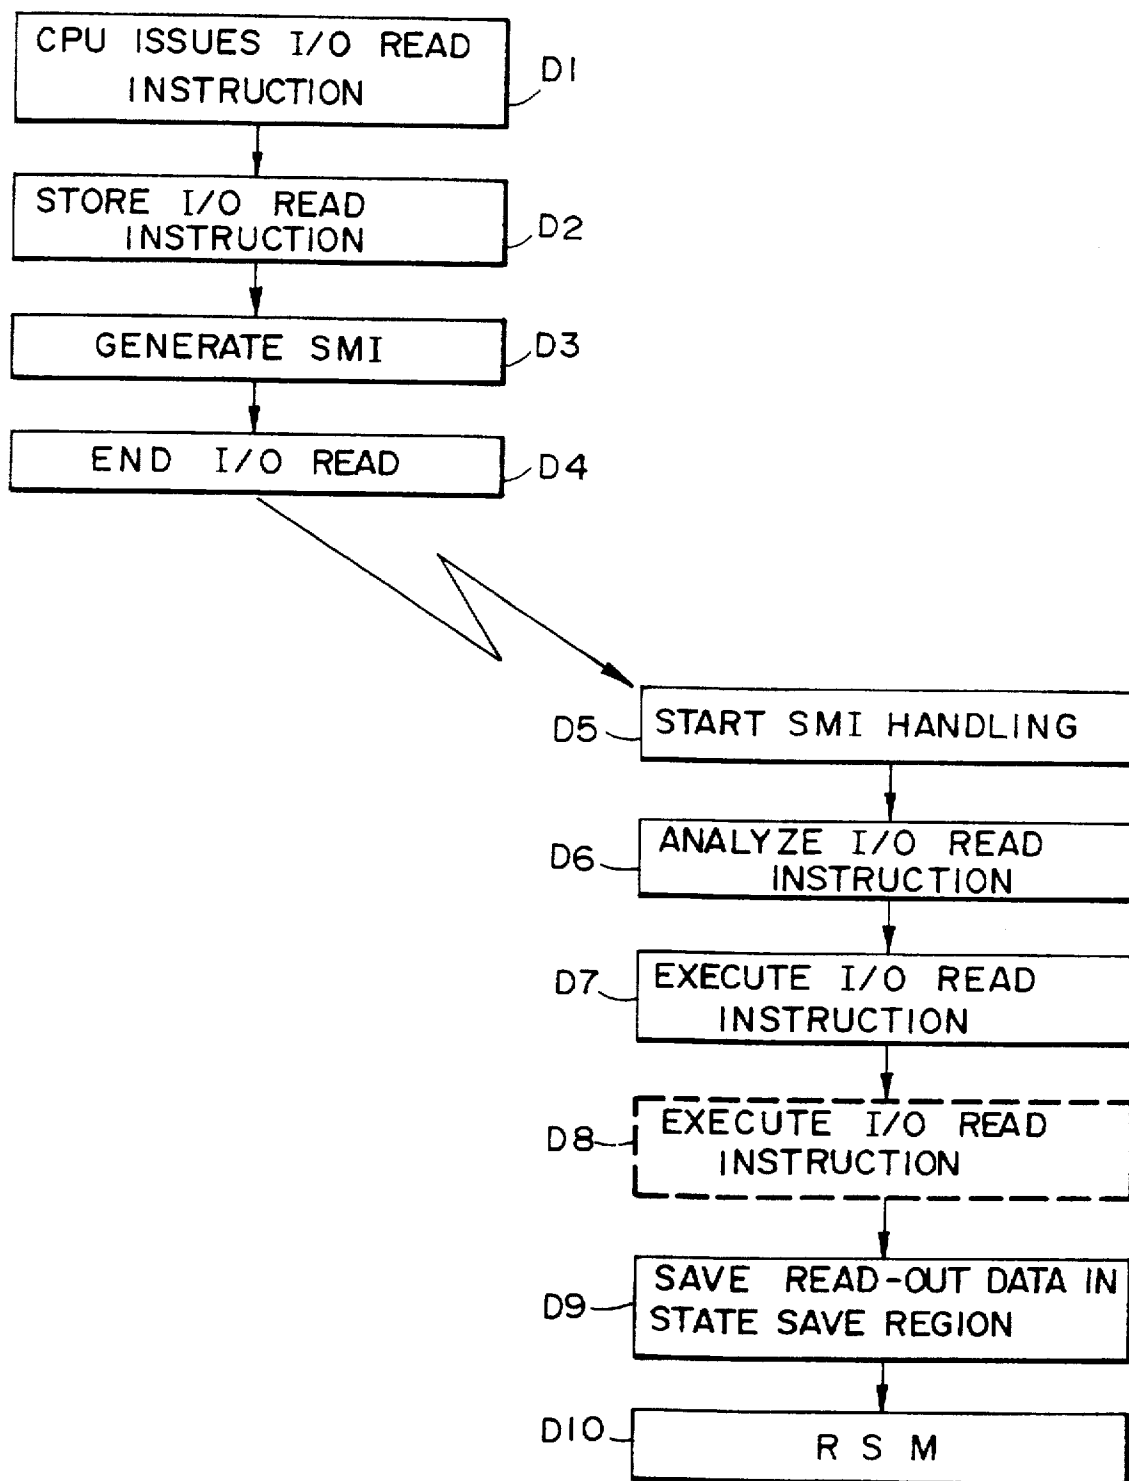 CPU ISSUES I/O READ
INSTRUCTION
D1
STORE I/O READ
INSTRUCTION
D2
GENERATE SMI
D3
END I/O READ
D4
D5
START SMI HANDLING
D6
ANALYZE I/O READ
INSTRUCTION
D7
EXECUTE I/O READ
INSTRUCTION
D8
EXECUTE I/O READ
INSTRUCTION
D9
SAVE READ-OUT DATA IN
STATE SAVE REGION
D10
R S M